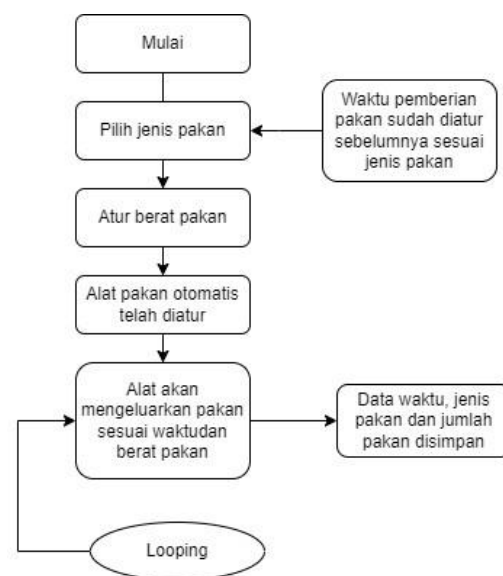 Mulai
Pilih jenis pakan
Waktu pemberian
pakan sudah diatur
sebelumnya sesuai
jenis pakan
Atur berat pakan
Alat pakan otomatis
telah diatur
Alat akan
mengeluarkan pakan
sesuai waktudan
berat pakan
Data waktu, jenis
pakan dan jumlah
pakan disimpan
Looping